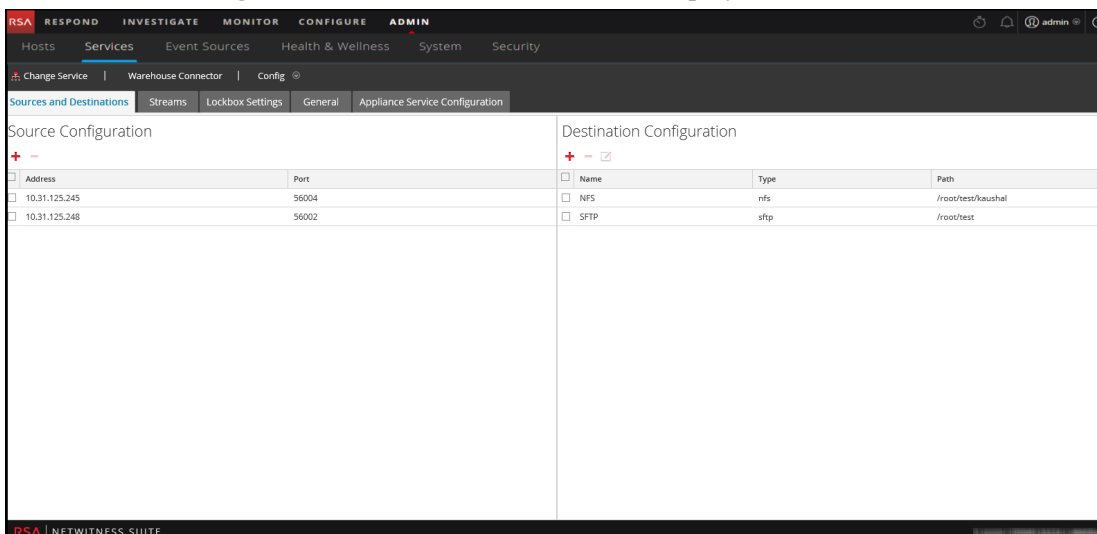 RSA RESPOND INVESTIGATE MONITOR CONFIGURE ADMIN admin
Hosts Services Event Sources Health & Wellness System Security
Change Service | Warehouse Connector | Config
Sources and Destinations Streams Lockbox Settings General Appliance Service Configuration
Source Configuration
Address Port
10.31.125.245 56004
10.31.125.248 56002
Destination Configuration
Name Type Path
NFS nfs /root/test/kaushal
SFTP sftp /root/test
RSA | NETWITNESS SUITE